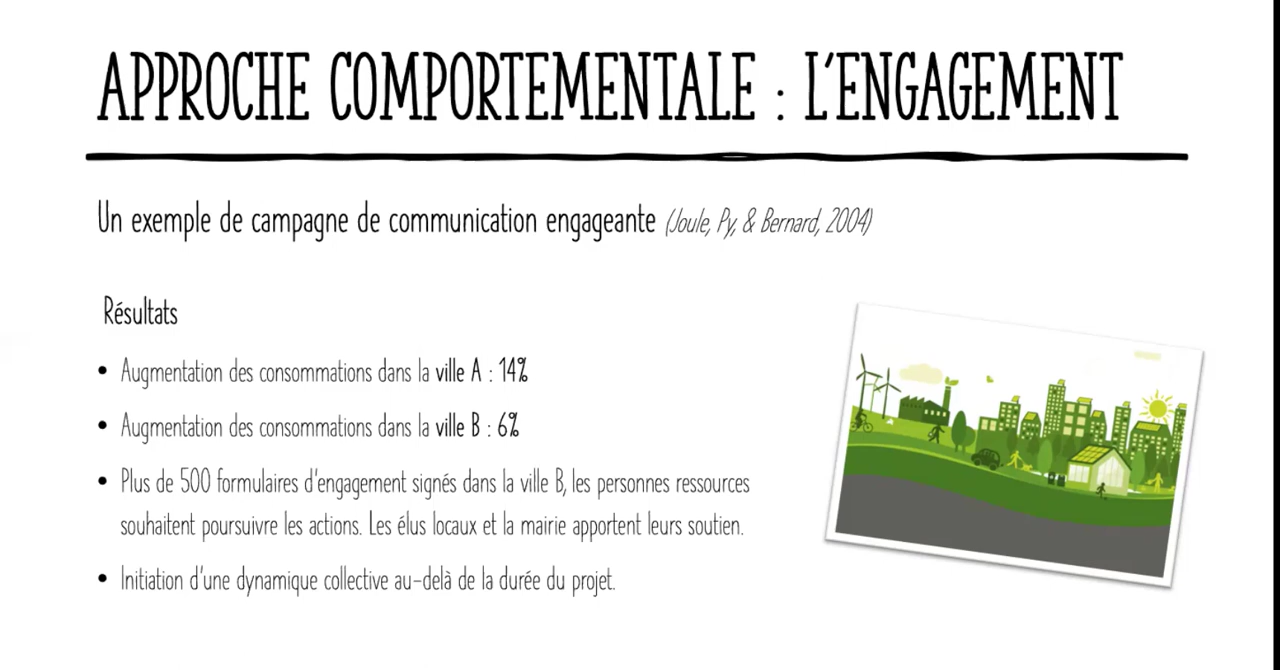 APPROCHE COMPORTEMENTALE : L'ENGAGEMENT
Un exemple de campagne de communication engageante (Joule, Py, & Bernard, 2004)
Résultats
• Augmentation des consommations dans la ville A : 14%
• Augmentation des consommations dans la ville B : 6%
• Plus de 500 formulaires d'engagement signés dans la ville B, les personnes ressources
souhaitent poursuivre les actions. Les élus locaux et la mairie apportent leurs soutien.
• Initiation d'une dynamique collective au-delà de la durée du projet.